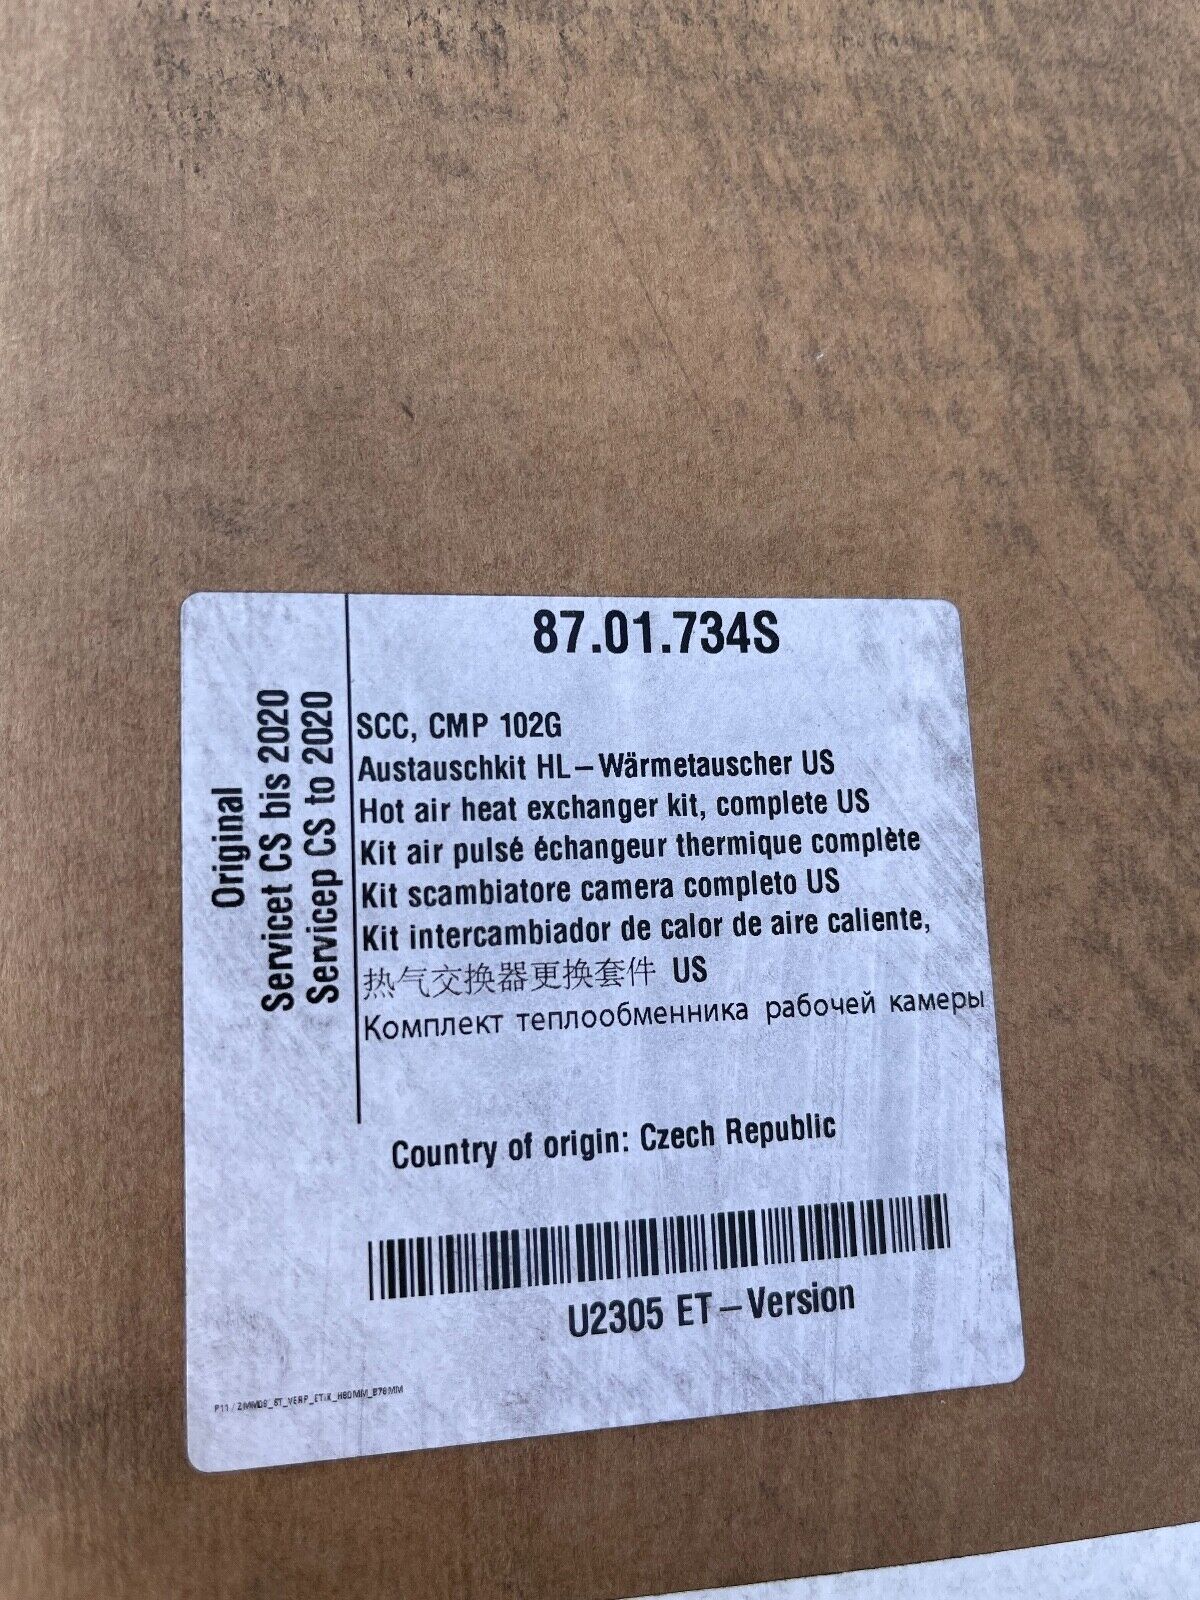 87.01.734S
Original
Servicet CS bis 2020
Servicep CS to 2020
SCC, CMP 102G
Austauschkit HL-Wärmetauscher US
Hot air heat exchanger kit, complete US
Kit air pulsé échangeur thermique complète
Kit scambiatore camera completo US
Kit intercambiador de calor de aire caliente,
热气交换器更换套件 US
Комплект теплообменника рабочей камеры
Country of origin: Czech Republic
U2305 ET-Version